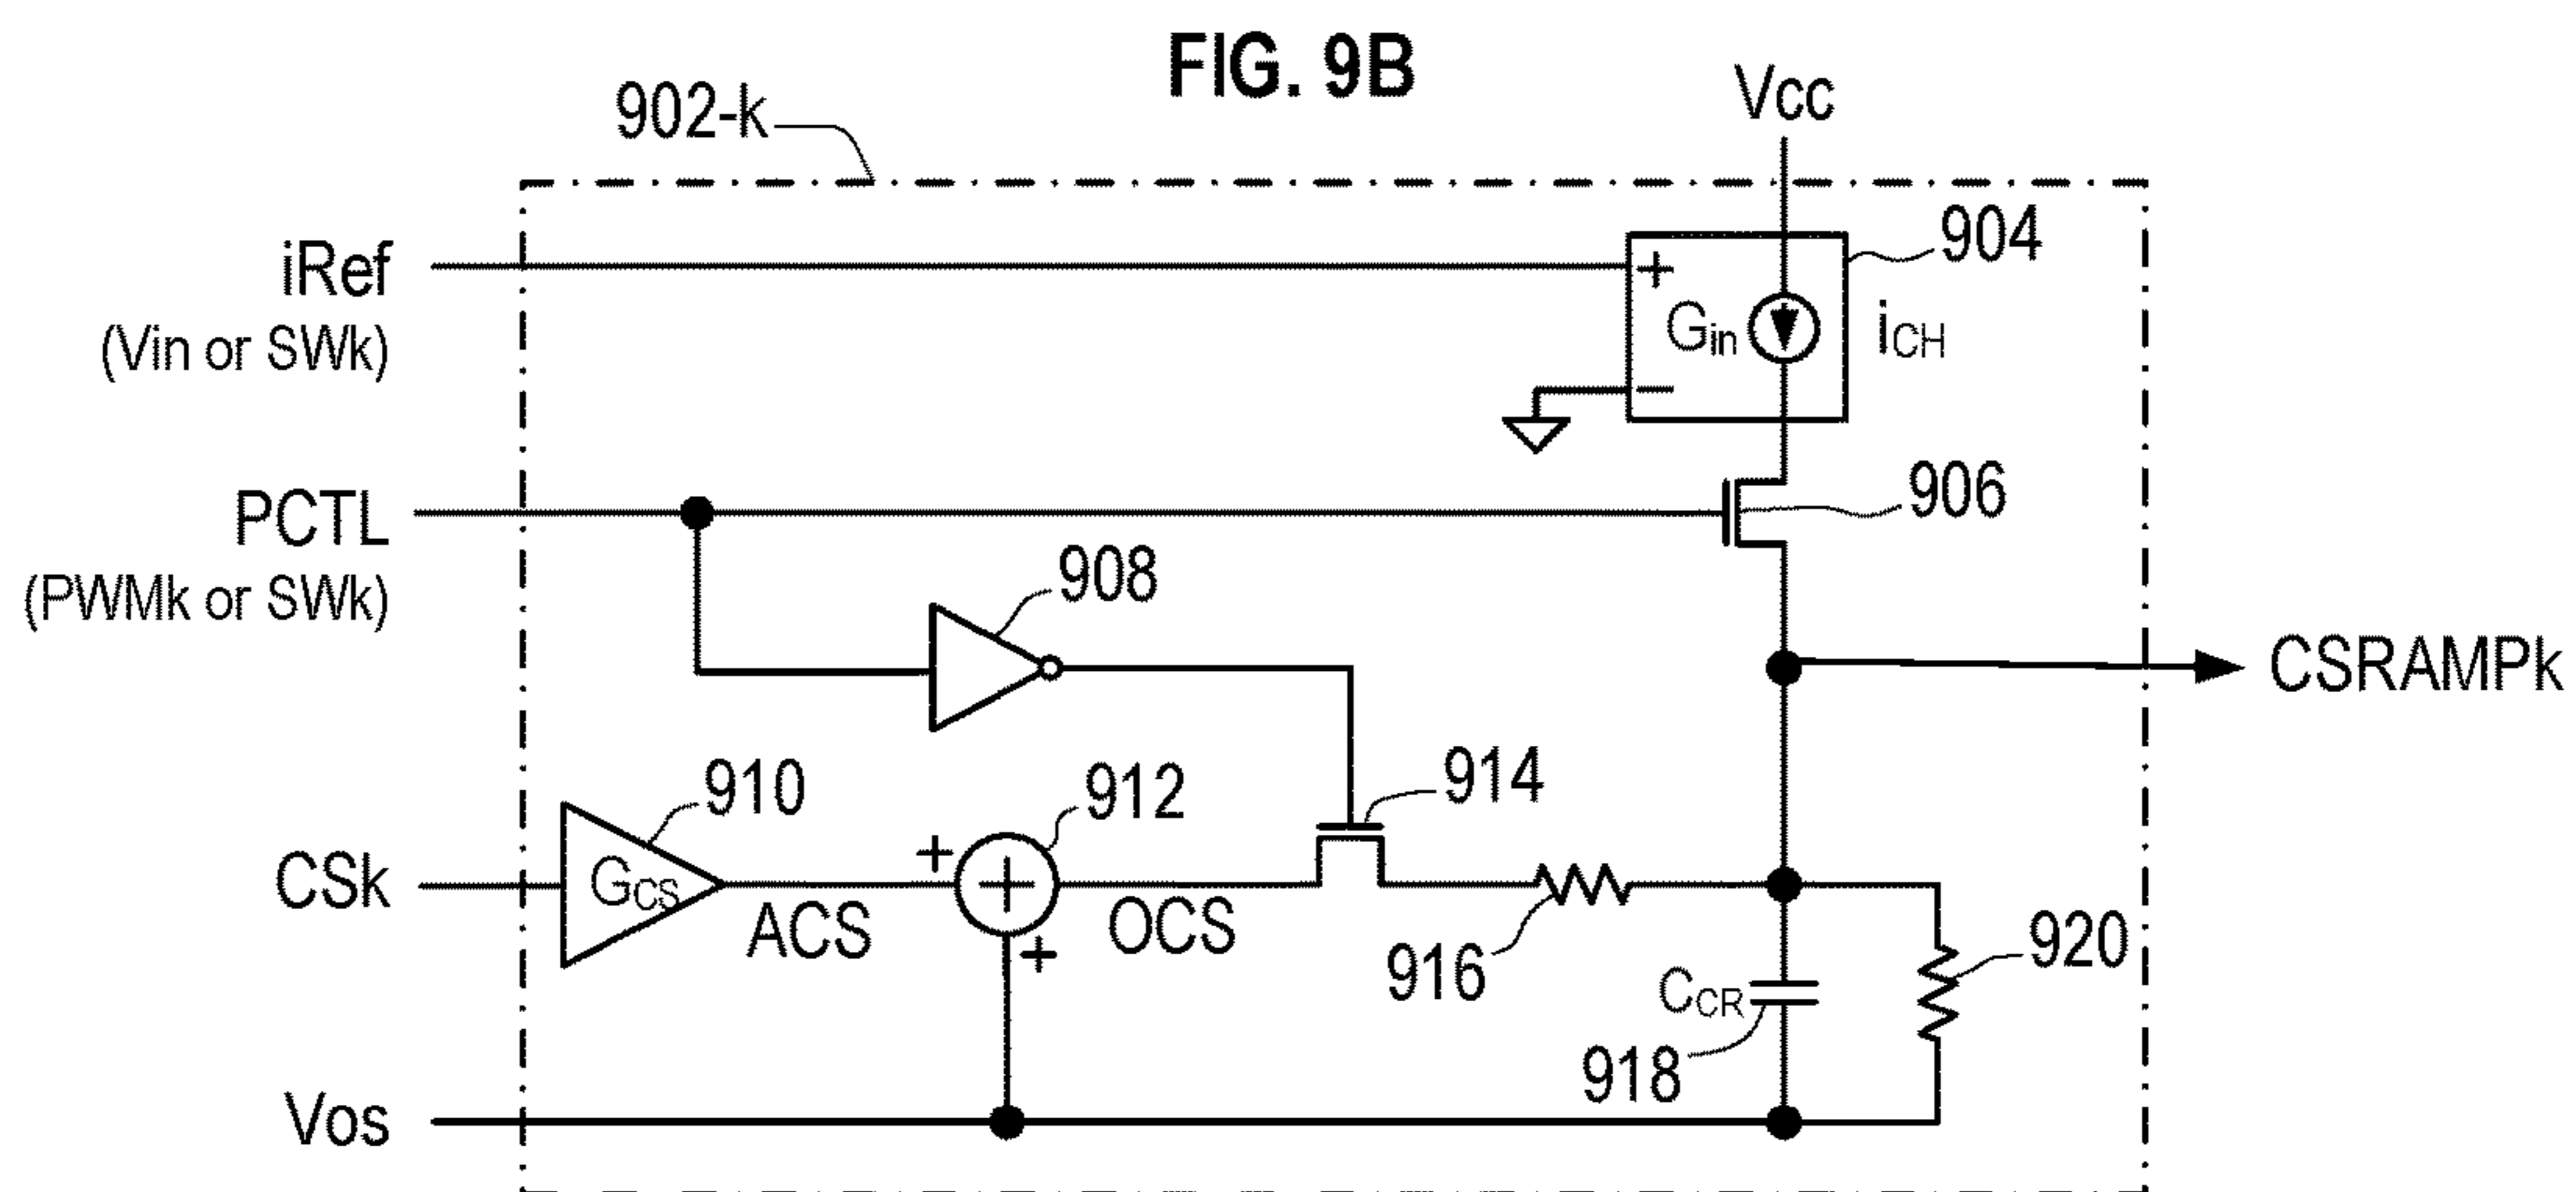 FIG. 9B
902-k
Vcc
iRef
(Vin or SWk)
+
Gin
iCH
904
−
PCTL
(PWMk or SWk)
906
908
CSRAMPk
910
912
914
CSk
GCS
ACS
+
+
+
OCS
916
CCR
918
920
Vos